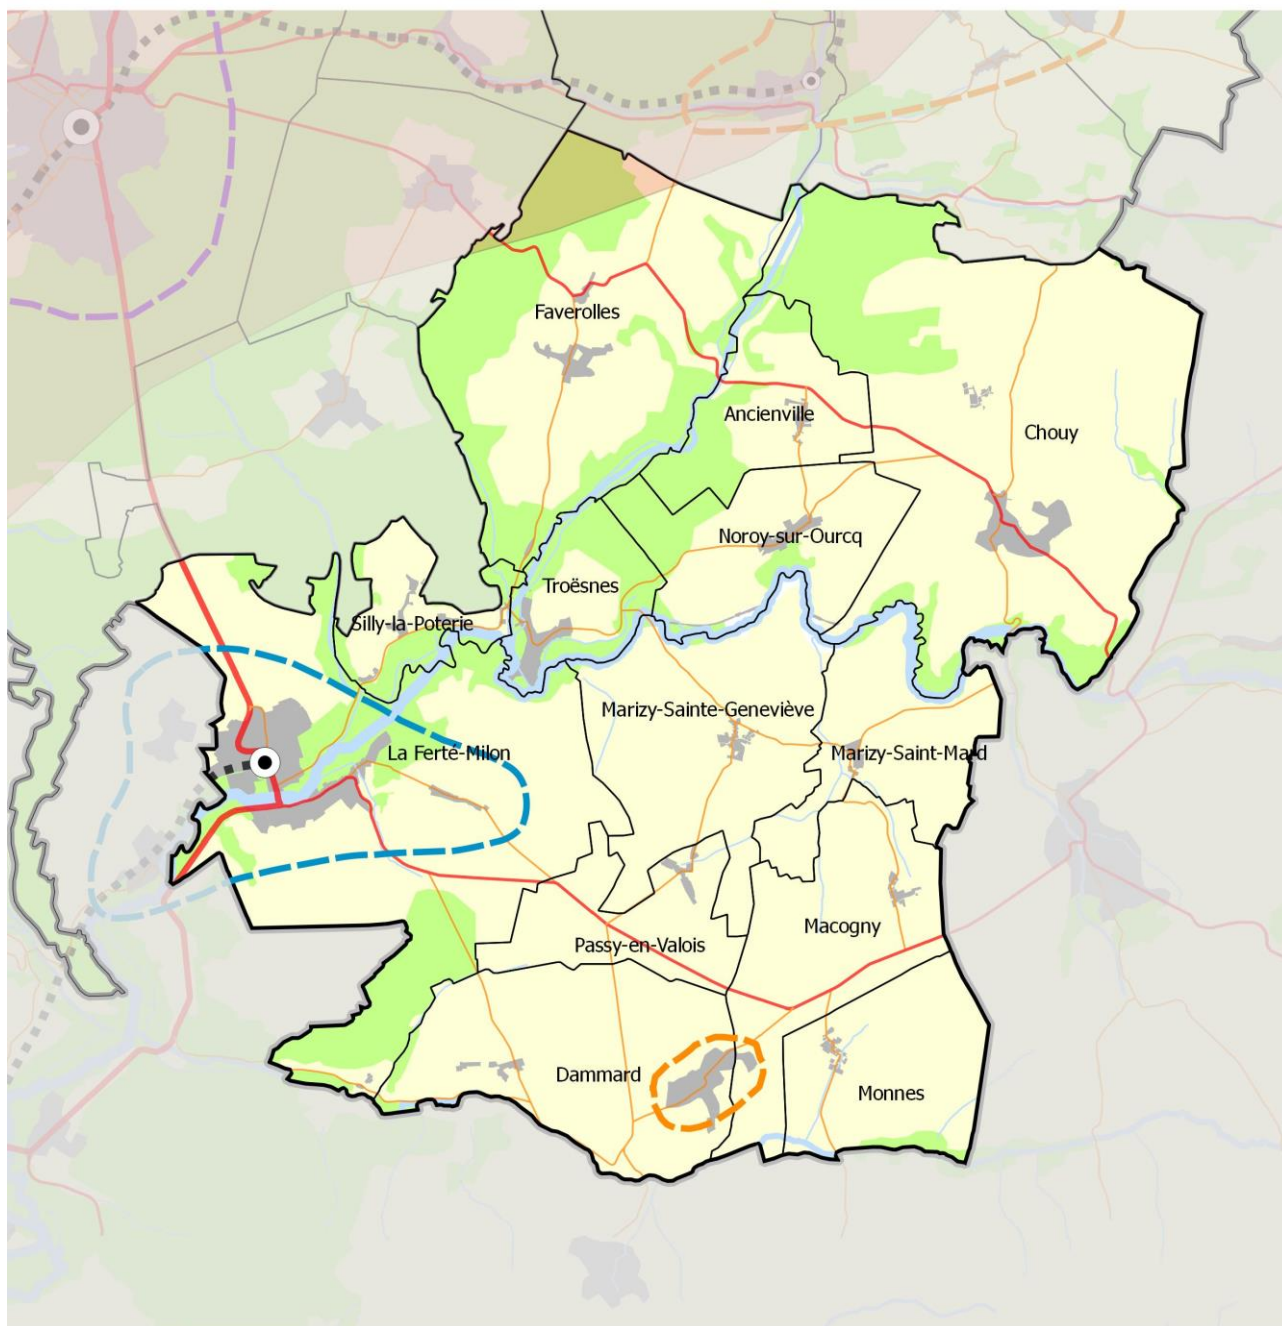 Faverolles
Ancienville
Chouy
Noroy-sur-Ourcq
Troësnes
Silly-la-Poterie
Marizy-Sainte-Geneviève
La Ferté-Milon
Marizy-Saint-Mard
Macogny
Passy-en-Valois
Dammard
Monnes